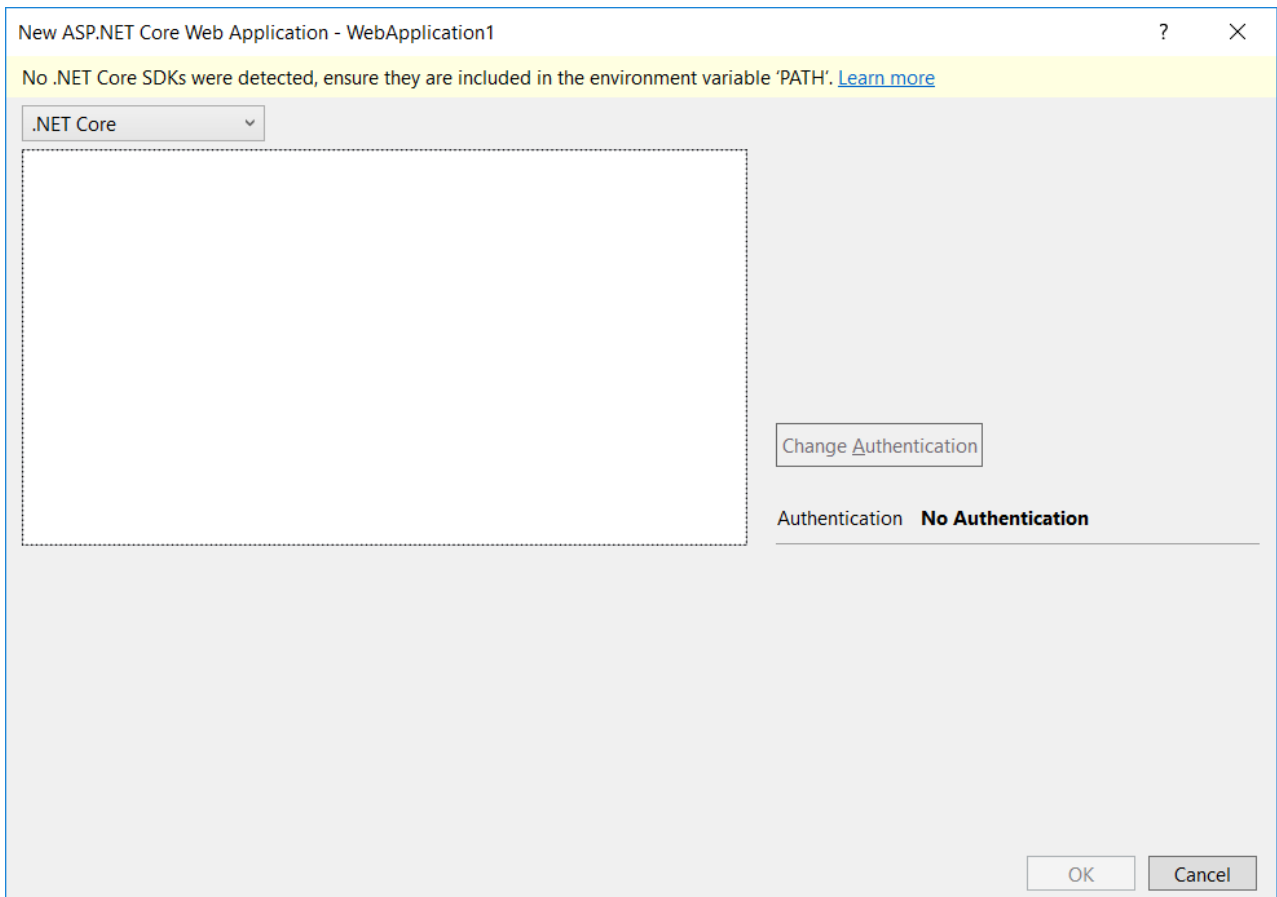 New ASP.NET Core Web Application - WebApplication1
?
No .NET Core SDKs were detected, ensure they are included in the environment variable ‘PATH’. Learn more
.NET Core
Change Authentication
Authentication No Authentication
OK Cancel